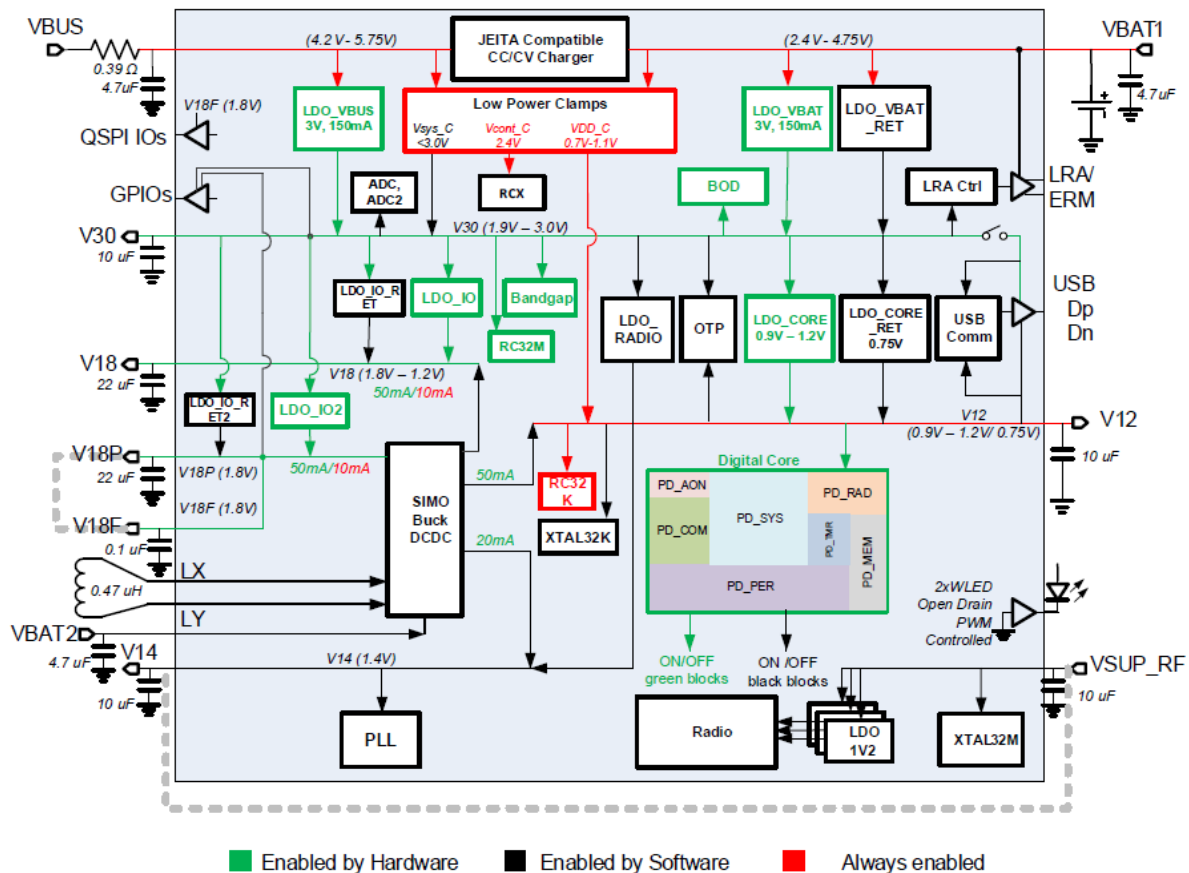 VBUS
0.39 Ω
4.7uF
(4.2 V - 5.75V)
JEITA Compatible
CC/CV Charger
(2.4 V - 4.75V)
VBAT1
4.7uF
V18F (1.8V)
QSPI IOs
GPIOs
LDO_VBUS
3V, 150mA
Low Power Clamps
Vsys_C
<3.0V
Vcont_C
2.4V
VDD_C
0.7V-1.1V
LDO_VBAT
3V, 150mA
LDO_VBAT
_RET
ADC,
ADC2
RCX
BOD
LRA Ctrl
LRA/
ERM
V30
10 uF
V30 (1.9V – 3.0V)
LDO_IO_R
ET
LDO_IO
Bandgap
RC32M
LDO_
RADIO
OTP
LDO_CORE
0.9V – 1.2V
LDO_CORE
_RET
0.75V
USB
Comm
USB
Dp
Dn
V18
22 uF
V18 (1.8V – 1.2V)
50mA/10mA
LDO_IO_R
ET2
LDO_IO2
V12
(0.9V – 1.2V/ 0.75V)
V12
10 uF
V18P
22 uF
V18P (1.8V)
50mA/10mA
V18F (1.8V)
V18F
0.1 uF
SIMO
Buck
DCDC
50mA
20mA
RC32
K
XTAL32K
Digital Core
PD_AON
PD_COM
PD_SYS
PD_RAD
PD_TMR
PD_MEM
PD_PER
0.47 uH
LX
LY
VBAT2
4.7 uF
V14
10 uF
V14 (1.4V)
ON/OFF
green blocks
ON /OFF
black blocks
2xWLED
Open Drain
PWM
Controlled
VSUP_RF
10 uF
PLL
Radio
LDO
1V2
XTAL32M
Enabled by Hardware
Enabled by Software
Always enabled